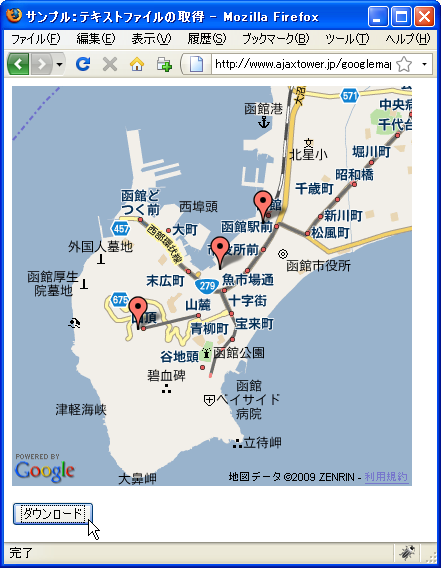 サンプル：テキストファイルの取得 - Mozilla Firefox
ファイル(F) 編集(E) 表示(V) 履歴(S) ブックマーク(B) ツール(T) ヘルプ(H)
http://www.ajaxtower.jp/googlemap
571
中央病
函館港
千代台
北星小
堀川町
昭和橋
千歳町
函館ど
つく前
西埠頭
館
新川町
457
大町
函館駅前
松風町
外国人墓地
西部環状線
役所前
函館市役所
函館厚生
院墓地
末広町
279
魚市場通
675
山麓
十字街
山頂
青柳町
宝来町
谷地頭
函館公園
碧血碑
函館
ベイサイド
病院
津軽海峡
立待岬
POWERED BY
Google
大鼻岬
地図データ ©2009 ZENRIN - 利用規約
ダウンロード
完了